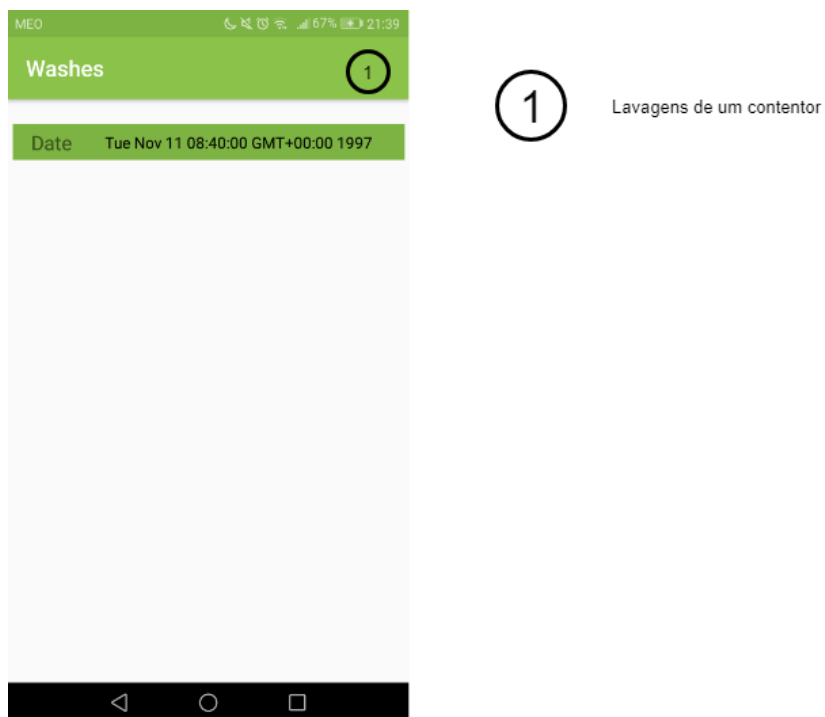 MEO 67% 21:39
Washes 1
Date Tue Nov 11 08:40:00 GMT+00:00 1997
1 Lavagens de um contentor